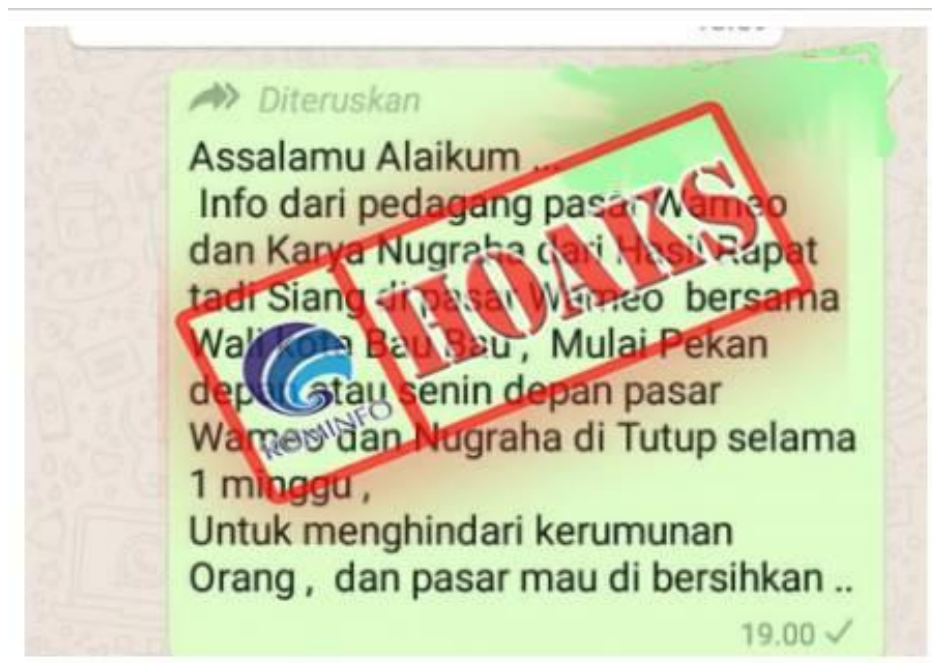 Diteruskan
Assalamu Alaikum ...
Info dari pedagang pasar Wameo
dan Karya Nugraha dari Hasil Rapat
tadi Siang di pasar Wameo bersama
Wali kota Bau Bau , Mulai Pekan
depan atau senin depan pasar
Wameo dan Nugraha di Tutup selama
1 minggu ,
Untuk menghindari kerumunan
Orang , dan pasar mau di bersihkan ..
19.00
KOMINFO
HOAKS